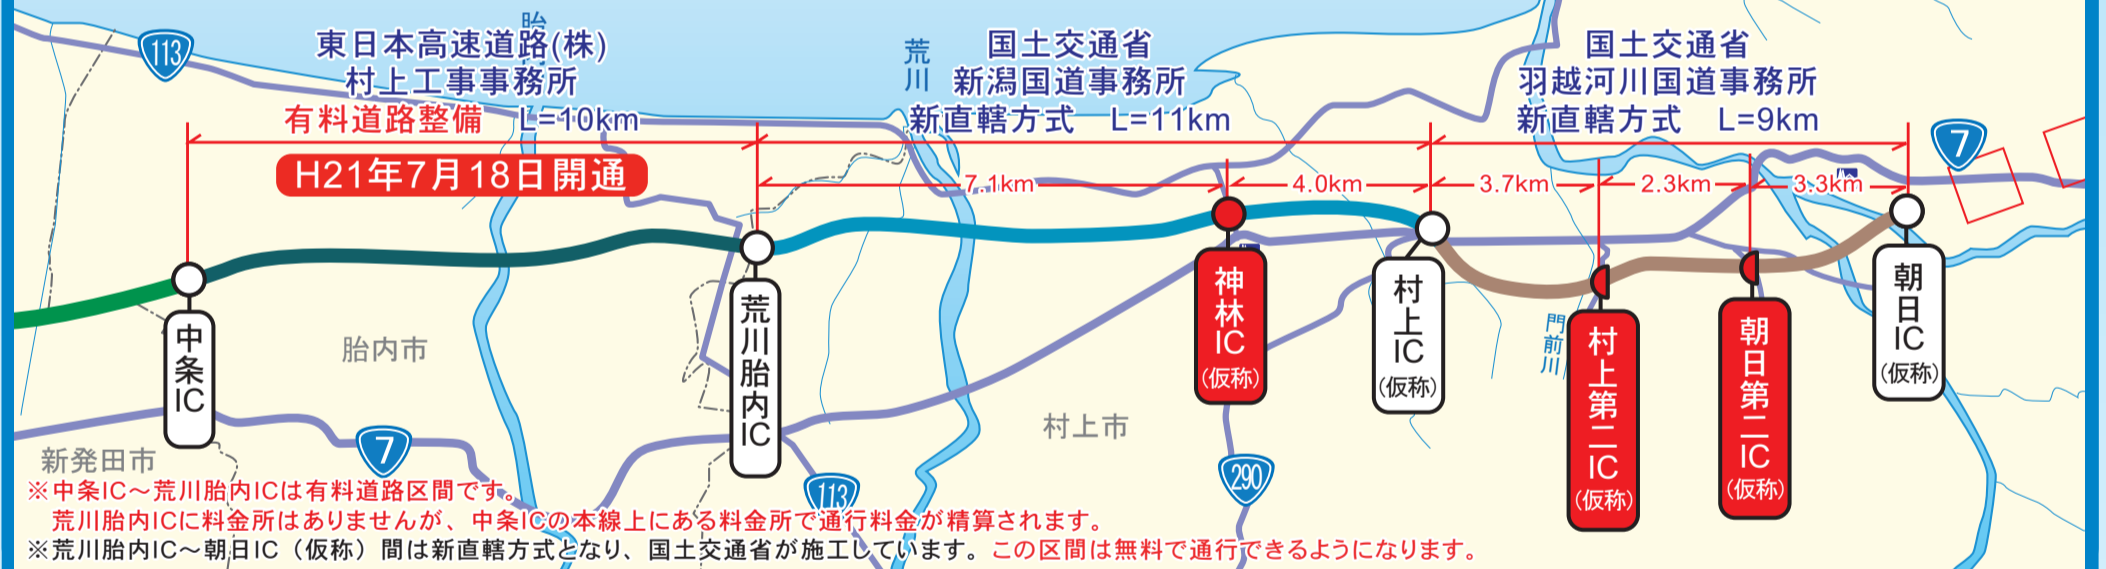 113
胎内川
荒川
東日本高速道路(株)
村上工事事務所
有料道路整備 L=10km
H21年7月18日開通
国土交通省
新潟国道事務所
新直轄方式 L=11km
国土交通省
羽越河川国道事務所
新直轄方式 L=9km
7
7.1km
4.0km
3.7km
2.3km
3.3km
中条IC
荒川胎内IC
神林IC
(仮称)
村上IC
(仮称)
村上第二IC
(仮称)
朝日第二IC
(仮称)
朝日IC
(仮称)
門前川
胎内市
村上市
新発田市
7
113
290
※中条IC～荒川胎内ICは有料道路区間です。
荒川胎内ICに料金所はありませんが、中条ICの本線上にある料金所で通行料金が精算されます。
※荒川胎内IC～朝日IC（仮称）間は新直轄方式となり、国土交通省が施工しています。この区間は無料で通行できるようになります。